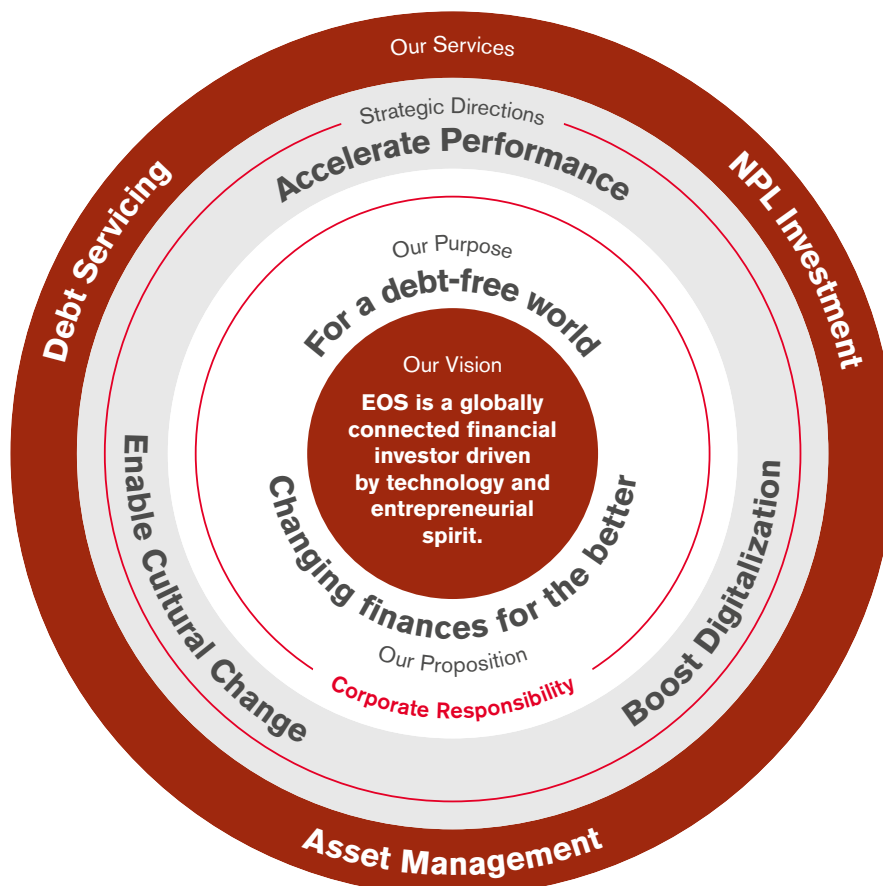 Our Services
Debt Servicing
NPL Investment
Asset Management
Strategic Directions
Accelerate Performance
Enable Cultural Change
Boost Digitalization
Our Purpose
For a debt-free world
Our Vision
EOS is a globally
connected financial
investor driven
by technology and
entrepreneurial
spirit.
Changing finances for the better
Our Proposition
Corporate Responsibility